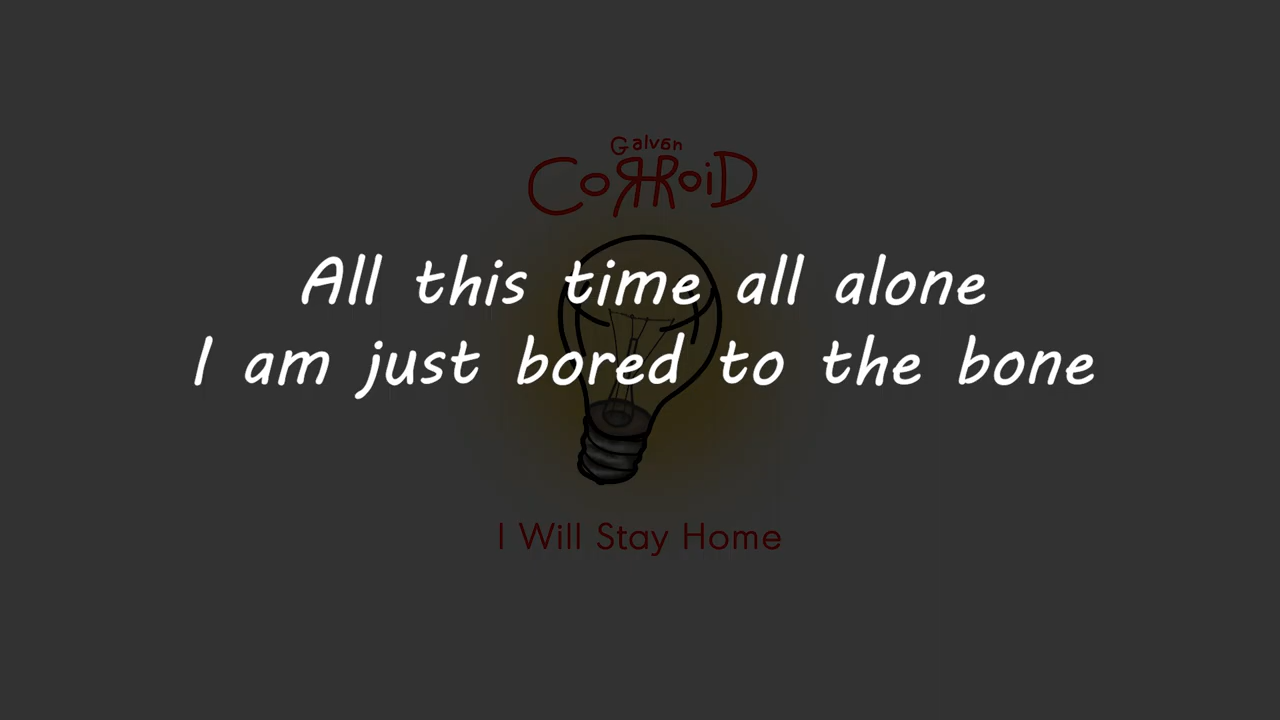 Galvan
CoRRoiD
All this time all alone
I am just bored to the bone
I Will Stay Home